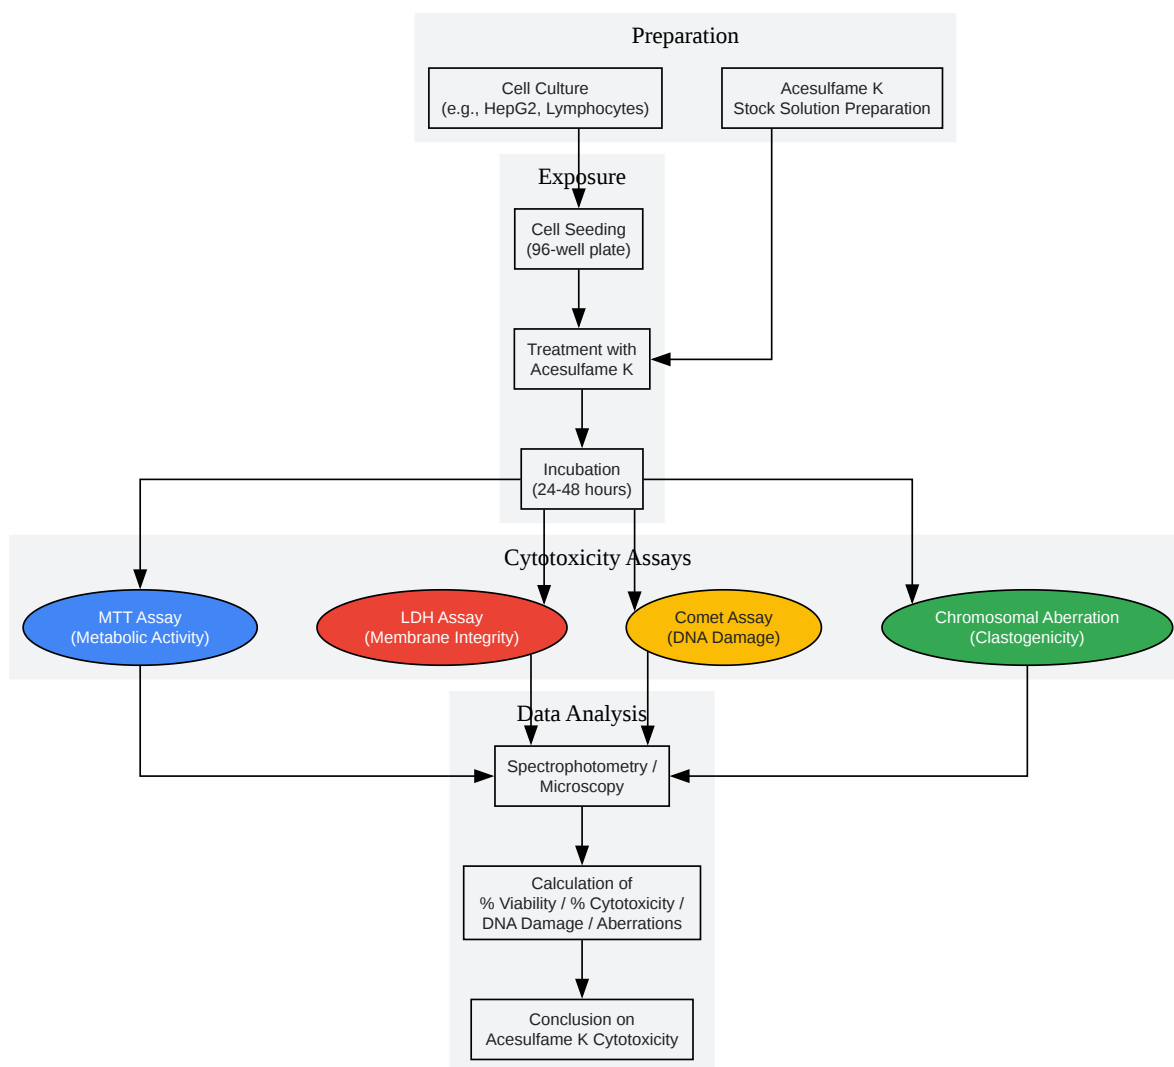 Preparation
Cell Culture
(e.g., HepG2, Lymphocytes)
Acesulfame K
Stock Solution Preparation
Exposure
Cell Seeding
(96-well plate)
Treatment with
Acesulfame K
Incubation
(24-48 hours)
Cytotoxicity Assays
MTT Assay
(Metabolic Activity)
LDH Assay
(Membrane Integrity)
Comet Assay
(DNA Damage)
Chromosomal Aberration
(Clastogenicity)
Data Analysis
Spectrophotometry /
Microscopy
Calculation of
% Viability / % Cytotoxicity /
DNA Damage / Aberrations
Conclusion on
Acesulfame K Cytotoxicity